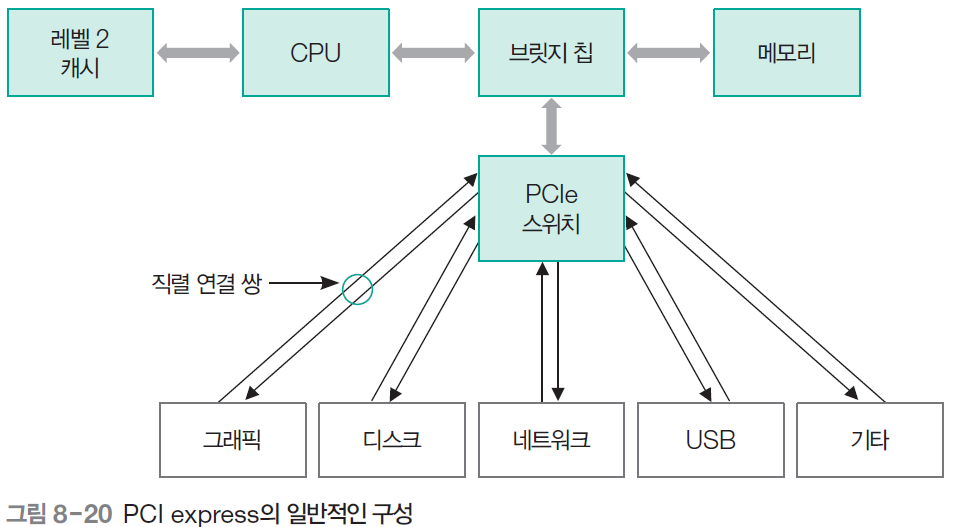 레벨 2
캐시
CPU
브릿지 칩
메모리
PCIe
스위치
직렬 연결 쌍
그래픽
디스크
네트워크
USB
기타
그림 8-20 PCI express의 일반적인 구성